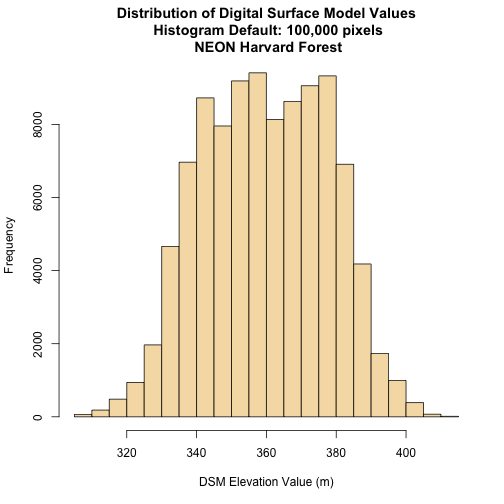 Distribution of Digital Surface Model Values
Histogram Default: 100,000 pixels
NEON Harvard Forest
8000
6000
4000
2000
0
Frequency
320 340 360 380 400
DSM Elevation Value (m)